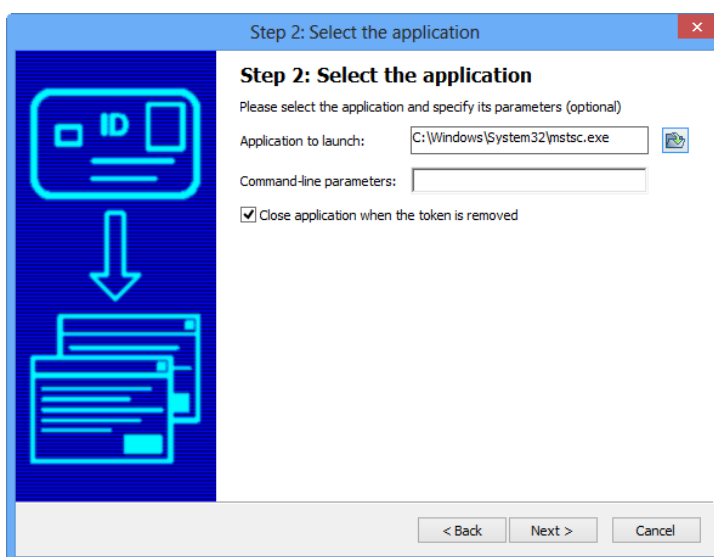 Step 2: Select the application
ID
Step 2: Select the application
Please select the application and specify its parameters (optional)
Application to launch: C:\Windows\System32\mstsc.exe
Command-line parameters:
Close application when the token is removed
< Back Next > Cancel